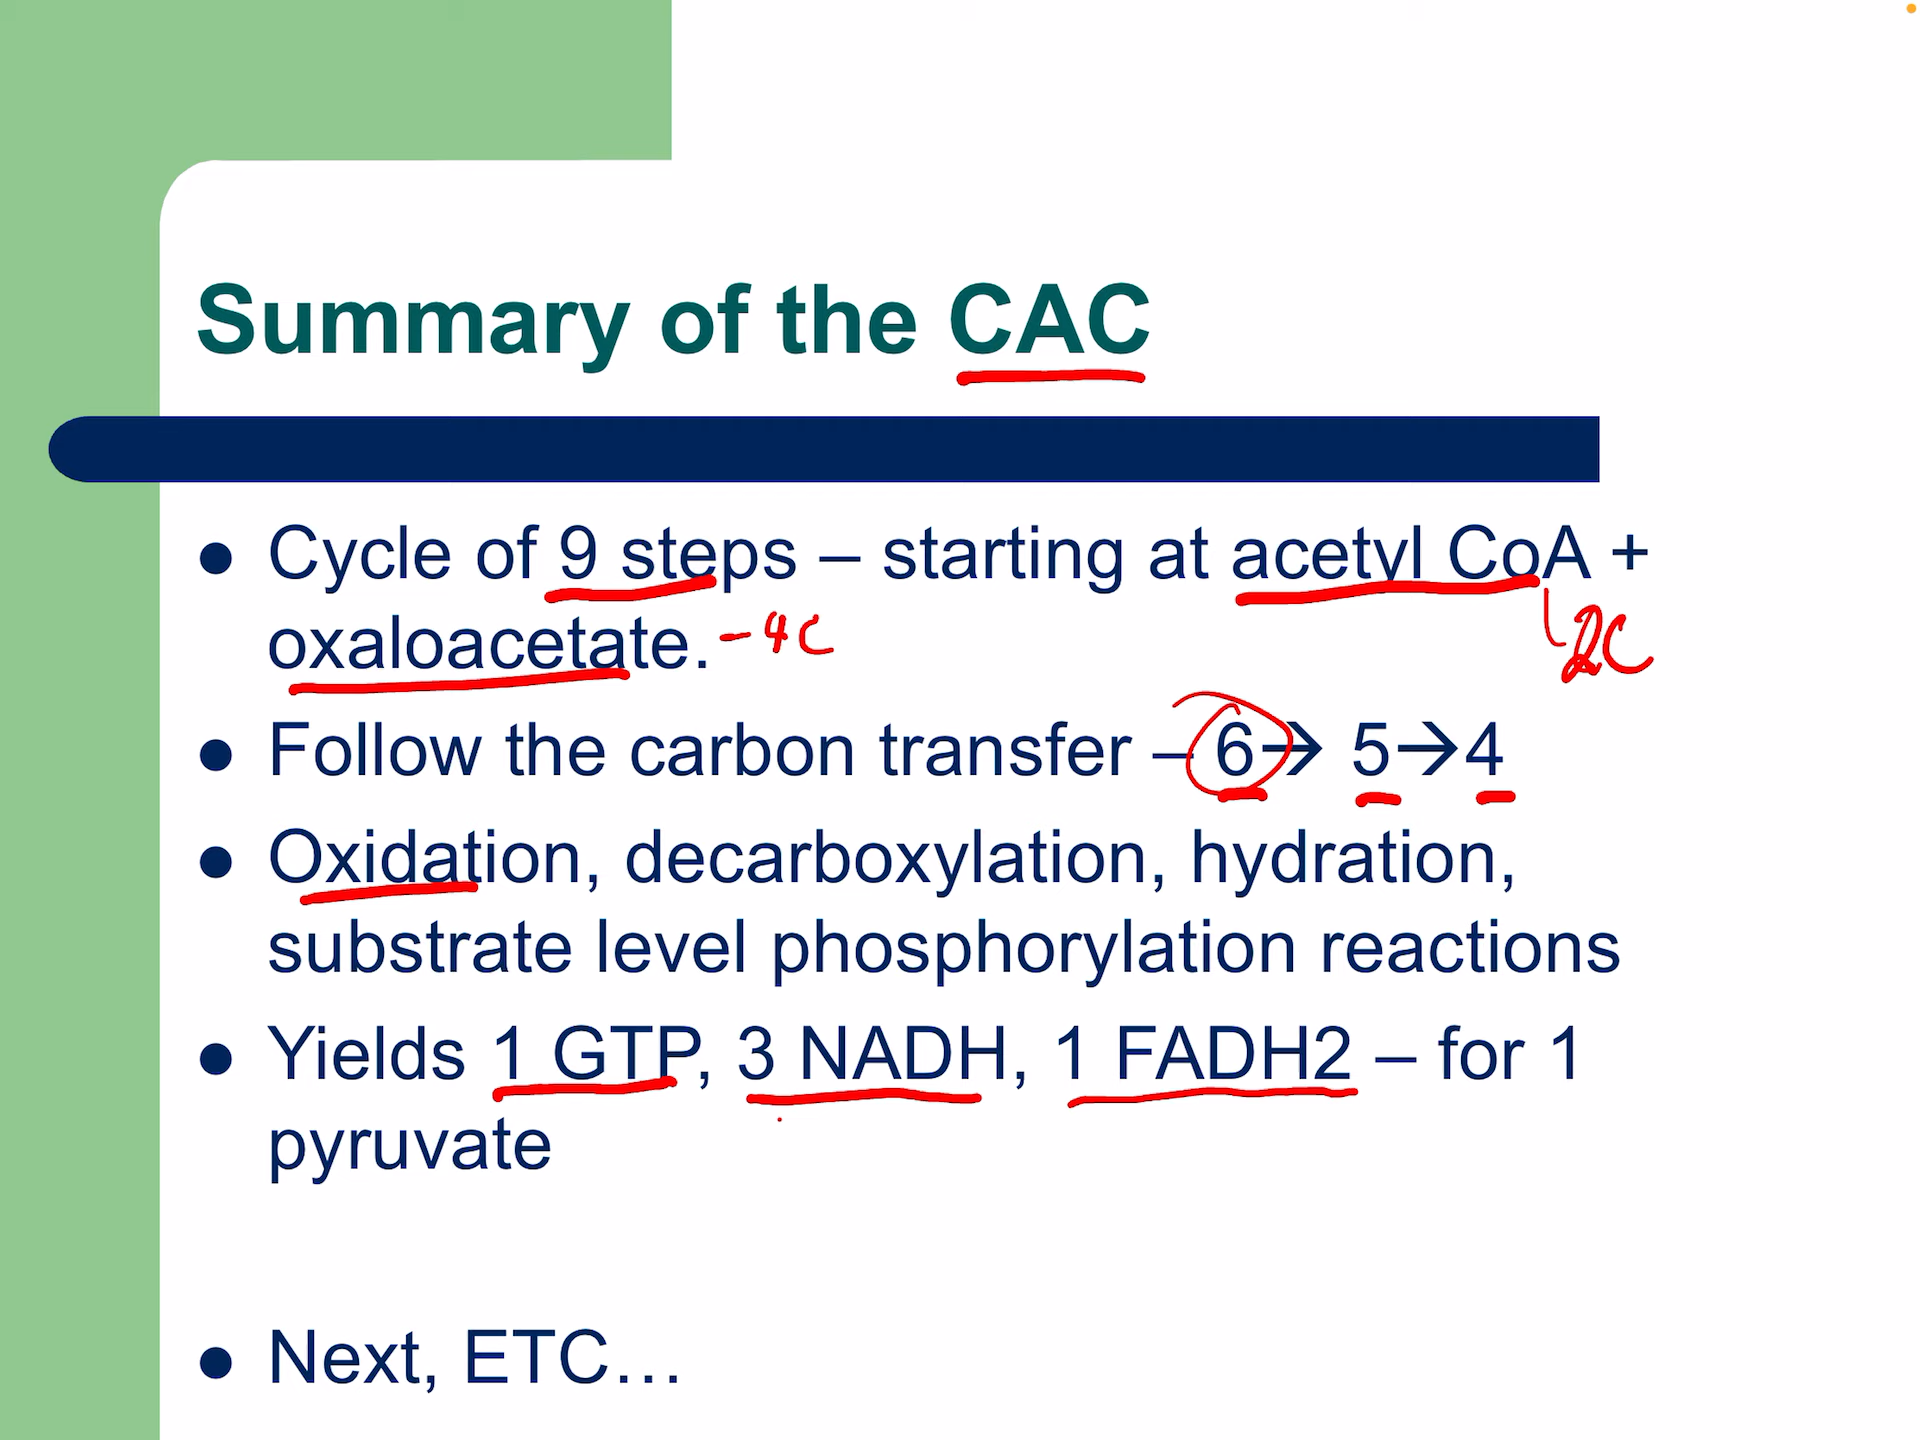 Summary of the CAC
Cycle of 9 steps – starting at acetyl CoA +
oxaloacetate. – 4C
2C
Follow the carbon transfer – 6→ 5→4
Oxidation, decarboxylation, hydration,
substrate level phosphorylation reactions
Yields 1 GTP, 3 NADH, 1 FADH2 – for 1
pyruvate
Next, ETC...